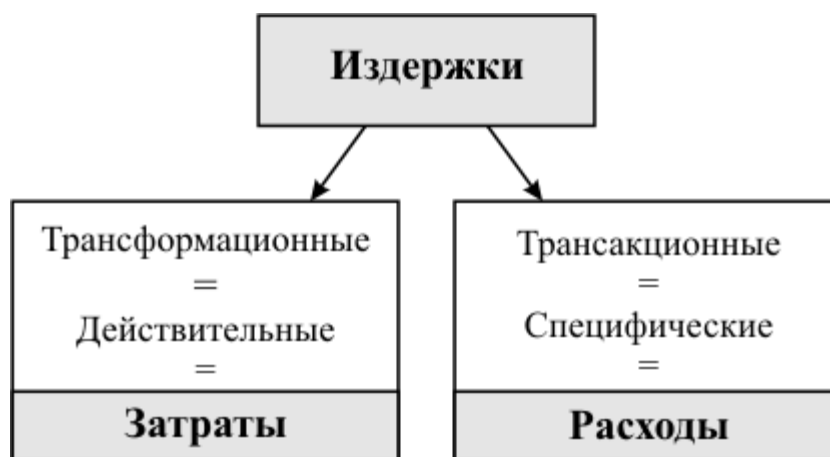 Издержки
Трансформационные
=
Действительные
=
Затраты
Трансакционные
=
Специфические
=
Расходы